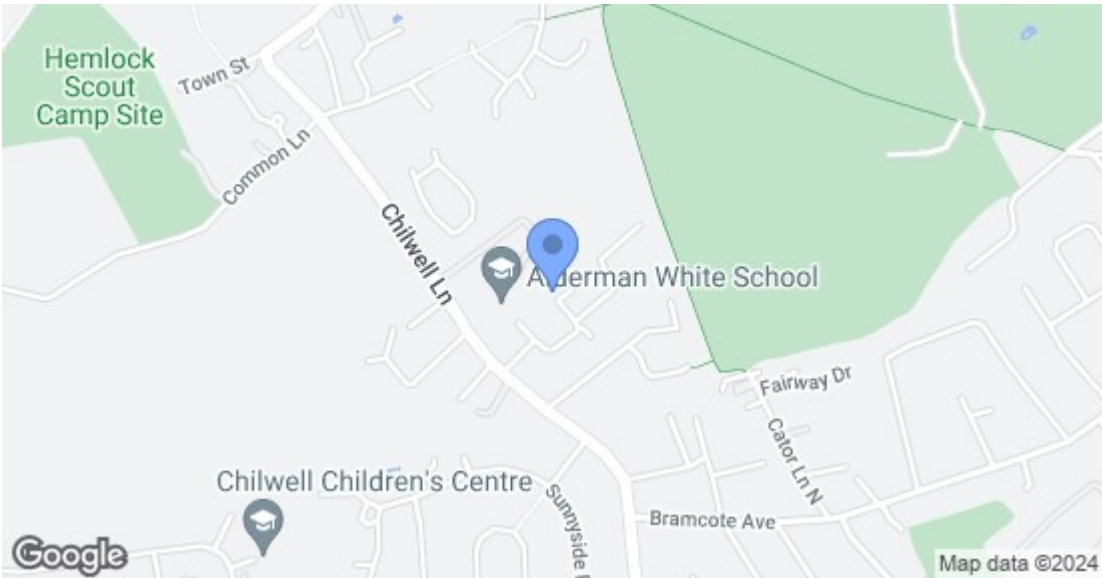 Hemlock
Scout
Camp Site
Town St
Common Ln
Chilwell Ln
Alderman White School
Fairway Dr
Cator Ln N
Chilwell Children's Centre
Sunnyside
Bramcote Ave
Google
Map data ©2024